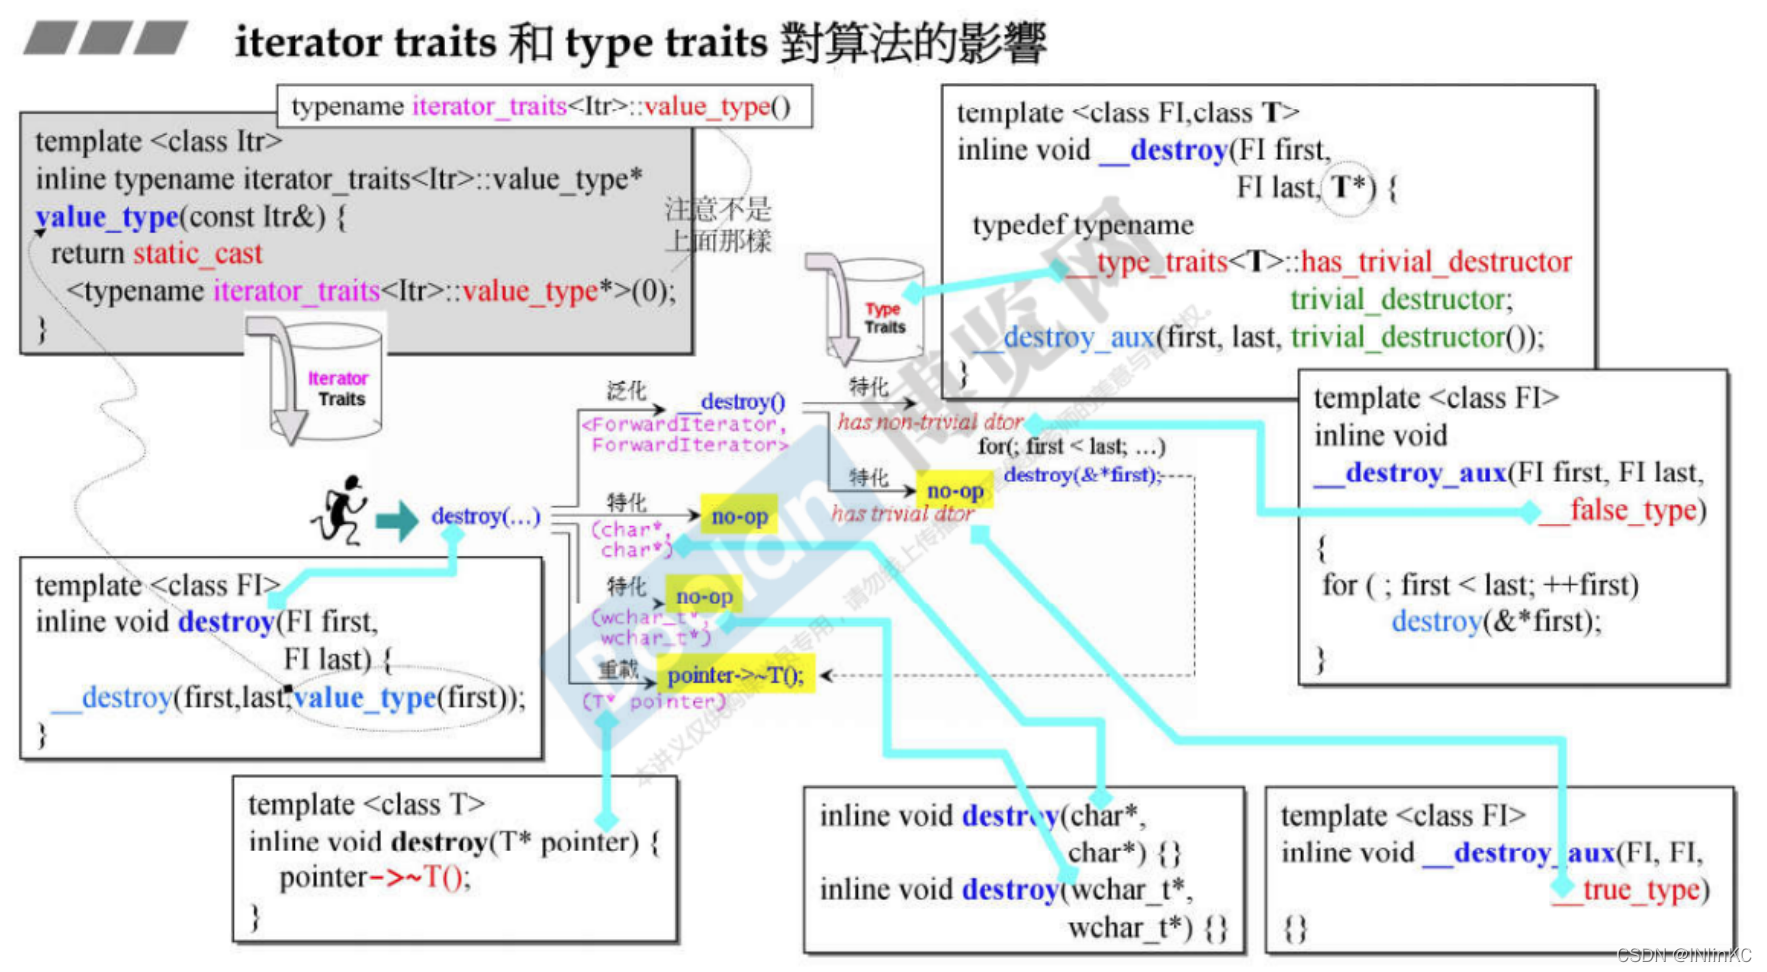 iterator traits 和 type traits 對算法的影響
typename iterator_traits<Itr>::value_type()
template <class Itr>
inline typename iterator_traits<Itr>::value_type*
value_type(const Itr&) {
return static_cast
<typename iterator_traits<Itr>::value_type*>(0);
}
注意不是
上面那樣
Iterator
Traits
template <class FI,class T>
inline void __destroy(FI first,
FI last, T*) {
typedef typename
__type_traits<T>::has_trivial_destructor
trivial_destructor;
__destroy_aux(first, last, trivial_destructor());
}
Type
Traits
template <class FI>
inline void
__destroy_aux(FI first, FI last,
__false_type)
{
for ( ; first < last; ++first)
destroy(&*first);
}
destroy(...)
泛化
__destroy()
<ForwardIterator,
ForwardIterator>
特化
has non-trivial dtor
for(; first < last; ...)
destroy(&*first);
特化
no-op
has trivial dtor
特化
no-op
(char*,
char*)
特化
no-op
(wchar_t*,
wchar_t*)
重載
pointer->~T();
(T* pointer)
template <class FI>
inline void destroy(FI first,
FI last) {
__destroy(first,last,value_type(first));
}
template <class T>
inline void destroy(T* pointer) {
pointer->~T();
}
inline void destroy(char*,
char*) {}
inline void destroy(wchar_t*,
wchar_t*) {}
template <class FI>
inline void __destroy_aux(FI, FI,
__true_type)
{}
Boolan
博览网
CSDN @INlinKC